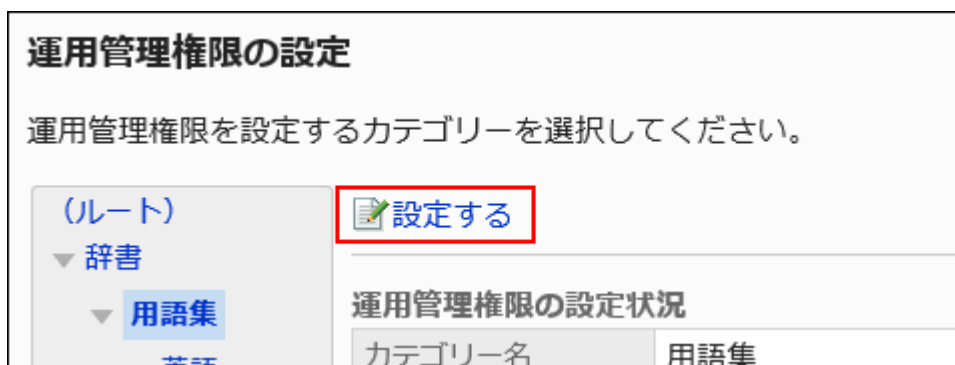 運用管理権限の設定
運用管理権限を設定するカテゴリーを選択してください。
(ルート)
辞書
用語集
英語
設定する
運用管理権限の設定状況
カテゴリー名 用語集